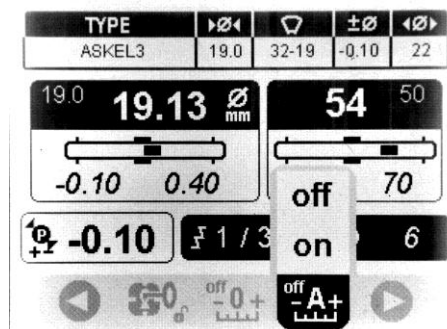 TYPE ▸Ø◂ ±Ø ◂Ø▸
ASKEL3 19.0 32-19 -0.10 22
19.0 19.13 Ø mm 54 50
-0.10 0.40 70
off
on
P -0.10 1 / 3 6
0 off -0+ off -A+